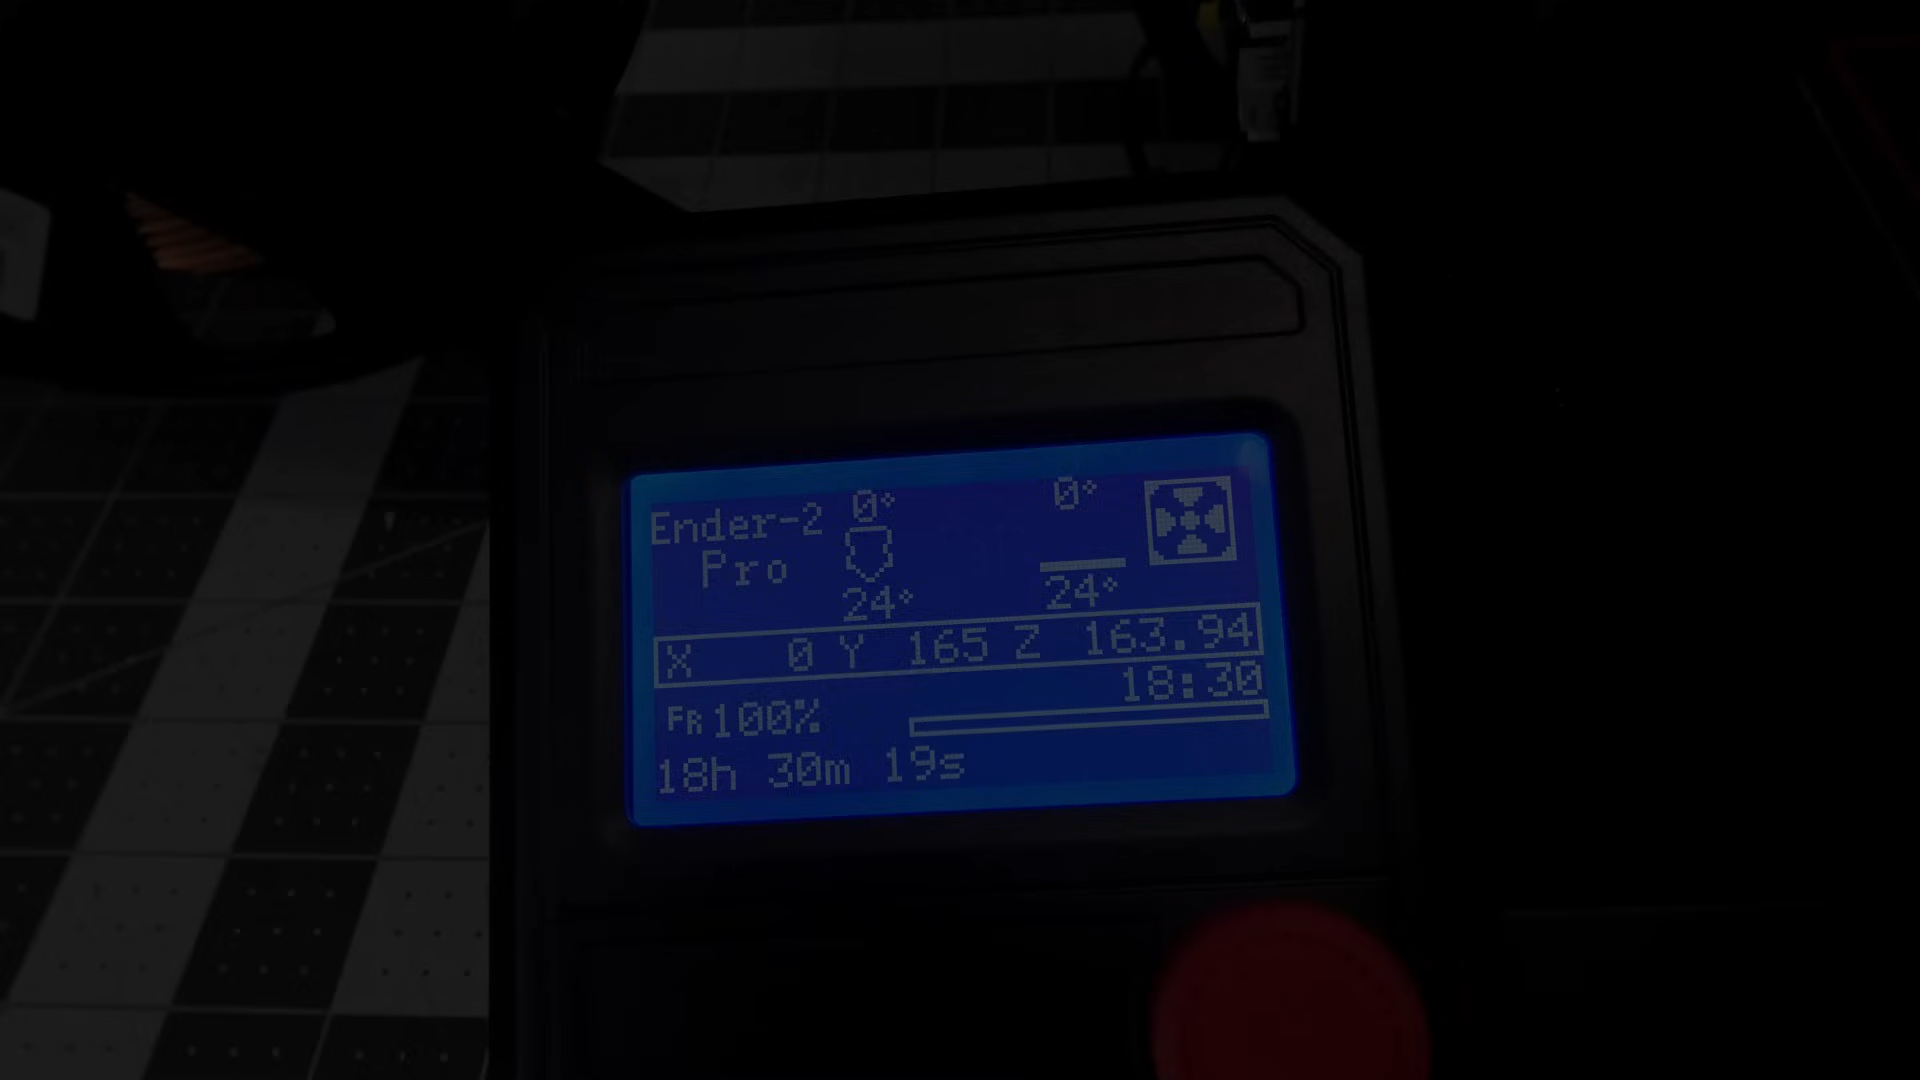 Ender-2 0° 0°
Pro
24° 24°
X 0 Y 165 Z 163.94
18:30
FR 100%
18h 30m 19s